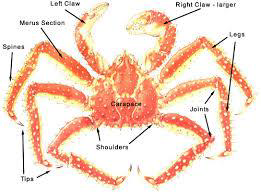 Left Claw
Right Claw - larger
Merus Section
Legs
Spines
Carapace
Joints
Shoulders
Tips